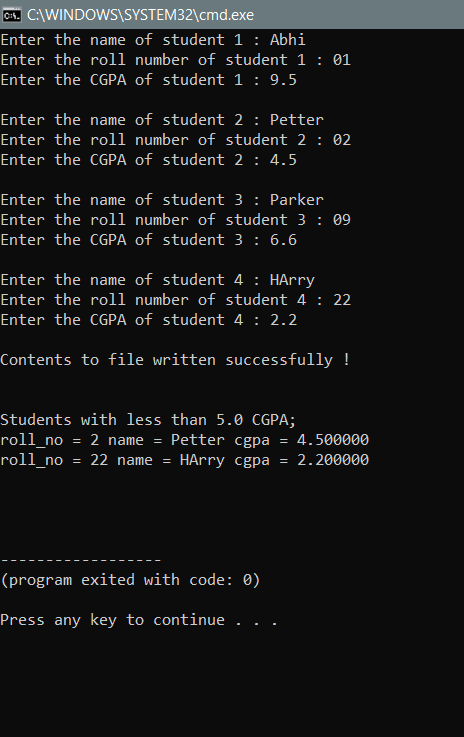 C:\WINDOWS\SYSTEM32\cmd.exe
Enter the name of student 1 : Abhi
Enter the roll number of student 1 : 01
Enter the CGPA of student 1 : 9.5
Enter the name of student 2 : Petter
Enter the roll number of student 2 : 02
Enter the CGPA of student 2 : 4.5
Enter the name of student 3 : Parker
Enter the roll number of student 3 : 09
Enter the CGPA of student 3 : 6.6
Enter the name of student 4 : HArry
Enter the roll number of student 4 : 22
Enter the CGPA of student 4 : 2.2
Contents to file written successfully !
Students with less than 5.0 CGPA;
roll_no = 2 name = Petter cgpa = 4.500000
roll_no = 22 name = HArry cgpa = 2.200000
------------------
(program exited with code: 0)
Press any key to continue . . .